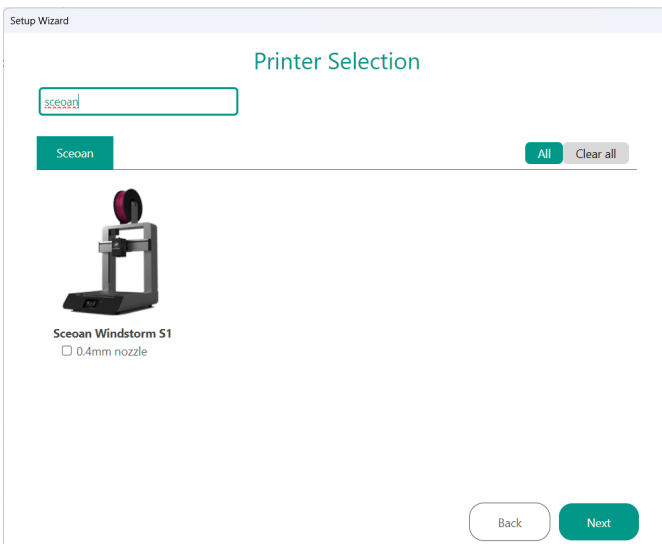 Setup Wizard
Printer Selection
sceoan
Sceoan
All
Clear all
Sceoan Windstorm S1
0.4mm nozzle
Back
Next